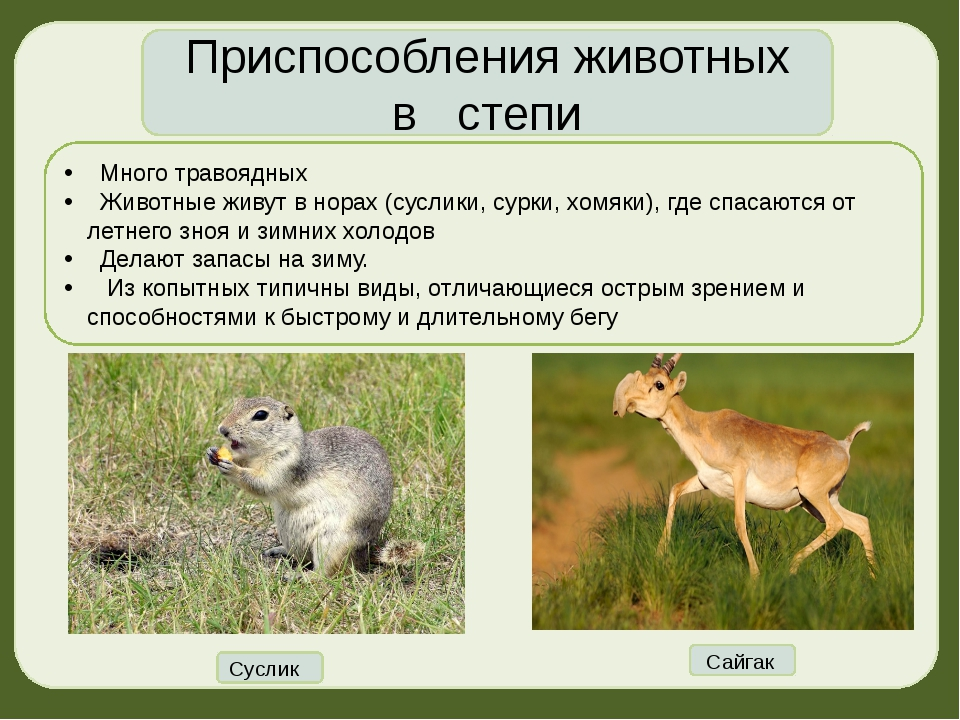 Приспособления животных
в степи
• Много травоядных
• Животные живут в норах (суслики, сурки, хомяки), где спасаются от
летнего зноя и зимних холодов
• Делают запасы на зиму.
• Из копытных типичны виды, отличающиеся острым зрением и
способностями к быстрому и длительному бегу
Суслик
Сайгак